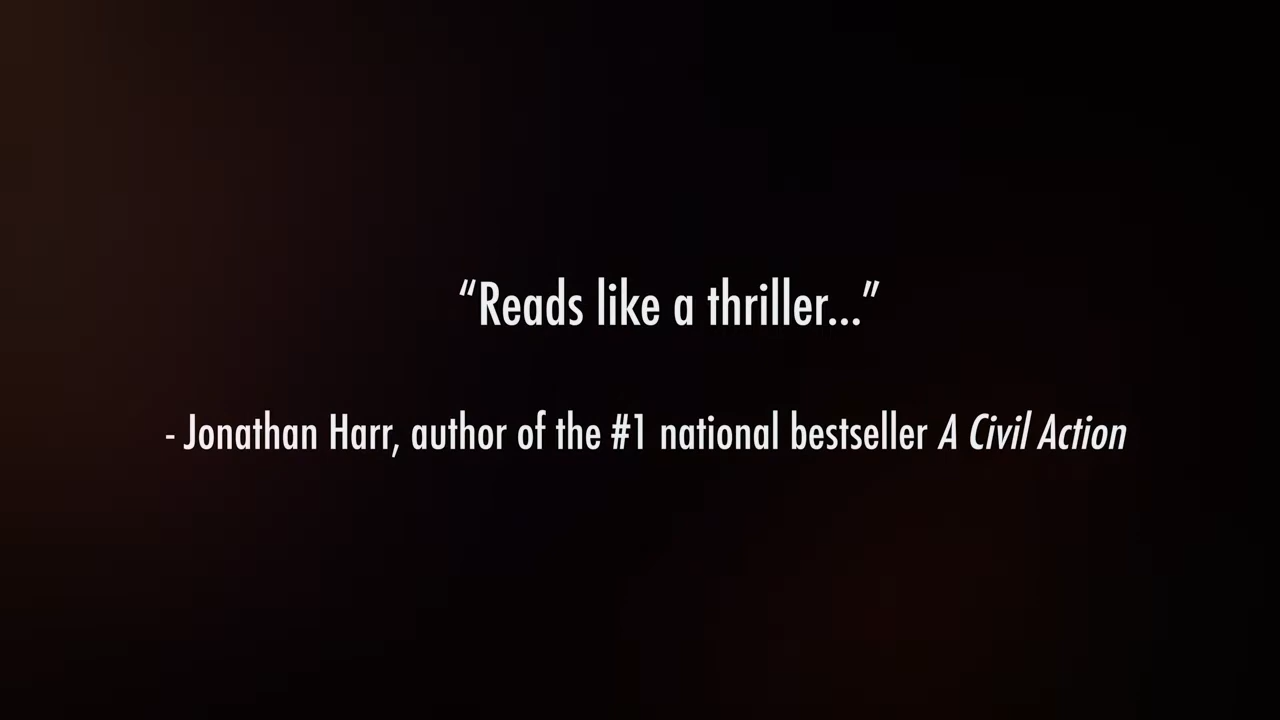 “Reads like a thriller...”
- Jonathan Harr, author of the #1 national bestseller A Civil Action